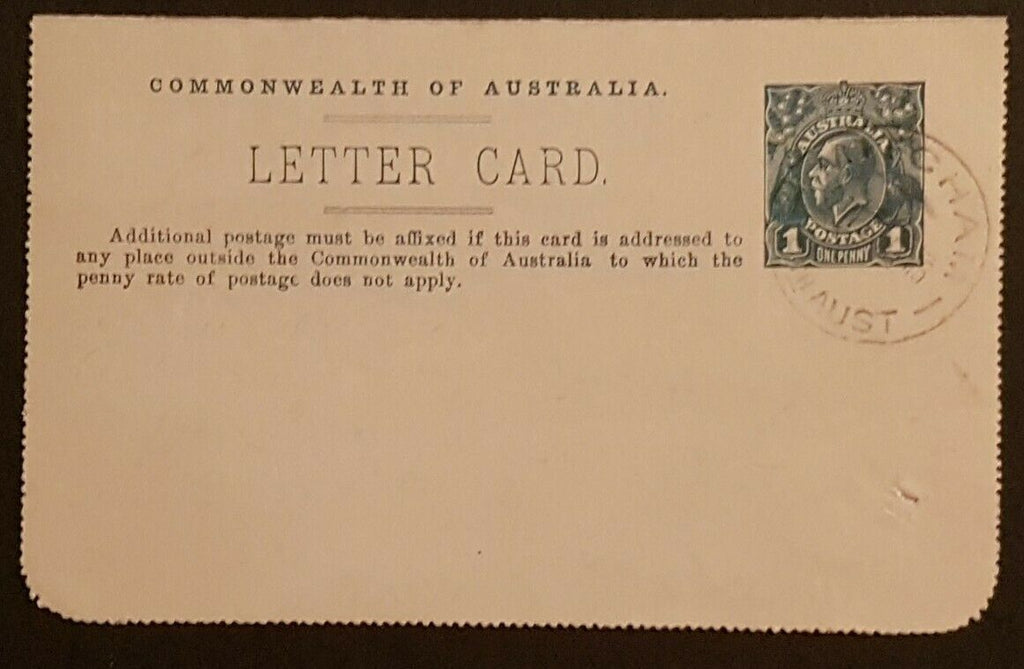 COMMONWEALTH OF AUSTRALIA.
LETTER CARD.
Additional postage must be affixed if this card is addressed to
any place outside the Commonwealth of Australia to which the
penny rate of postage does not apply.
AUSTRALIA
POSTAGE
1 1
ONE PENNY
AUST